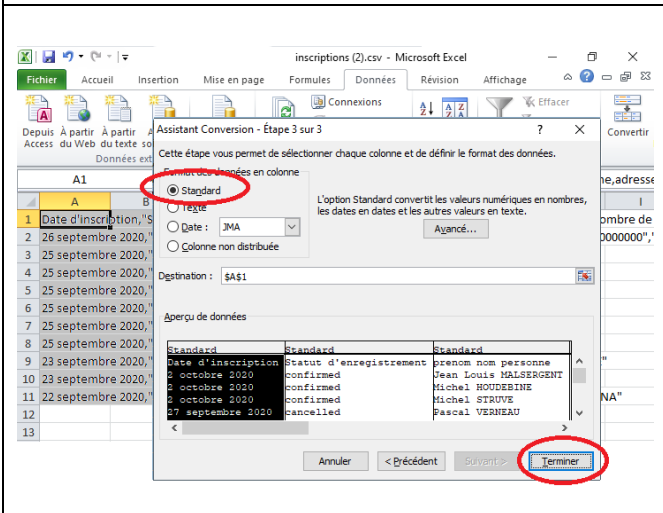 inscriptions (2).csv - Microsoft Excel
Fichier Accueil Insertion Mise en page Formules Données Révision Affichage
Connexions
Effacer
Depuis Access
À partir du Web
À partir du texte
Convertir
A1
Assistant Conversion - Étape 3 sur 3 ?
Cette étape vous permet de sélectionner chaque colonne et de définir le format des données.
Format des données en colonne
Standard
Texte
Date : JMA
Colonne non distribuée
L'option Standard convertit les valeurs numériques en nombres,
les dates en dates et les autres valeurs en texte.
Avancé...
Destination : $A$1
Aperçu de données
Standard Standard Standard
Date d'inscription Statut d'enregistrement prenom nom personne
2 octobre 2020 confirmed Jean Louis MALSERGENT
2 octobre 2020 confirmed Michel HOUDEBINE
2 octobre 2020 confirmed Michel STRUVE
27 septembre 2020 cancelled Pascal VERNEAU
Annuler < Précédent Suivant > Terminer
A B I
1 Date d'inscription,"S
2 26 septembre 2020,"
3 25 septembre 2020,"
4 25 septembre 2020,"
5 25 septembre 2020,"
6 25 septembre 2020,"
7 25 septembre 2020,"
8 25 septembre 2020,"
9 23 septembre 2020,"
10 23 septembre 2020,"
11 22 septembre 2020,"
12
13
ne,adresse
ombre de
0000000","
NA"